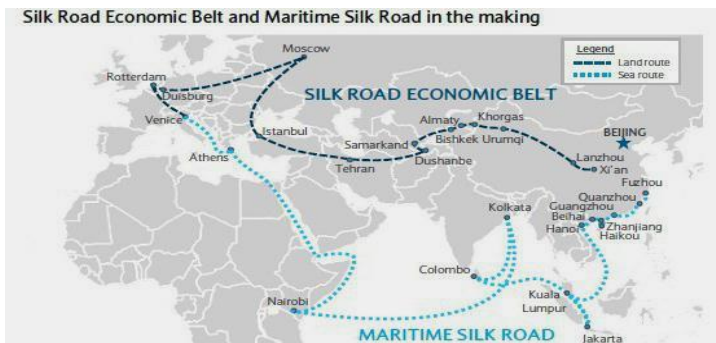 Silk Road Economic Belt and Maritime Silk Road in the making
Legend
Land route
Sea route
Moscow
Rotterdam
Duisburg
SILK ROAD ECONOMIC BELT
Venice
Istanbul
Almaty
Khorgas
Bishkek
Urumqi
BEIJING
Samarkand
Athens
Tehran
Dushanbe
Lanzhou
Xi'an
Fuzhou
Quanzhou
Guangzhou
Kolkata
Beihai
Zhanjiang
Hanoi
Haikou
Colombo
Kuala
Lumpur
Nairobi
MARITIME SILK ROAD
Jakarta